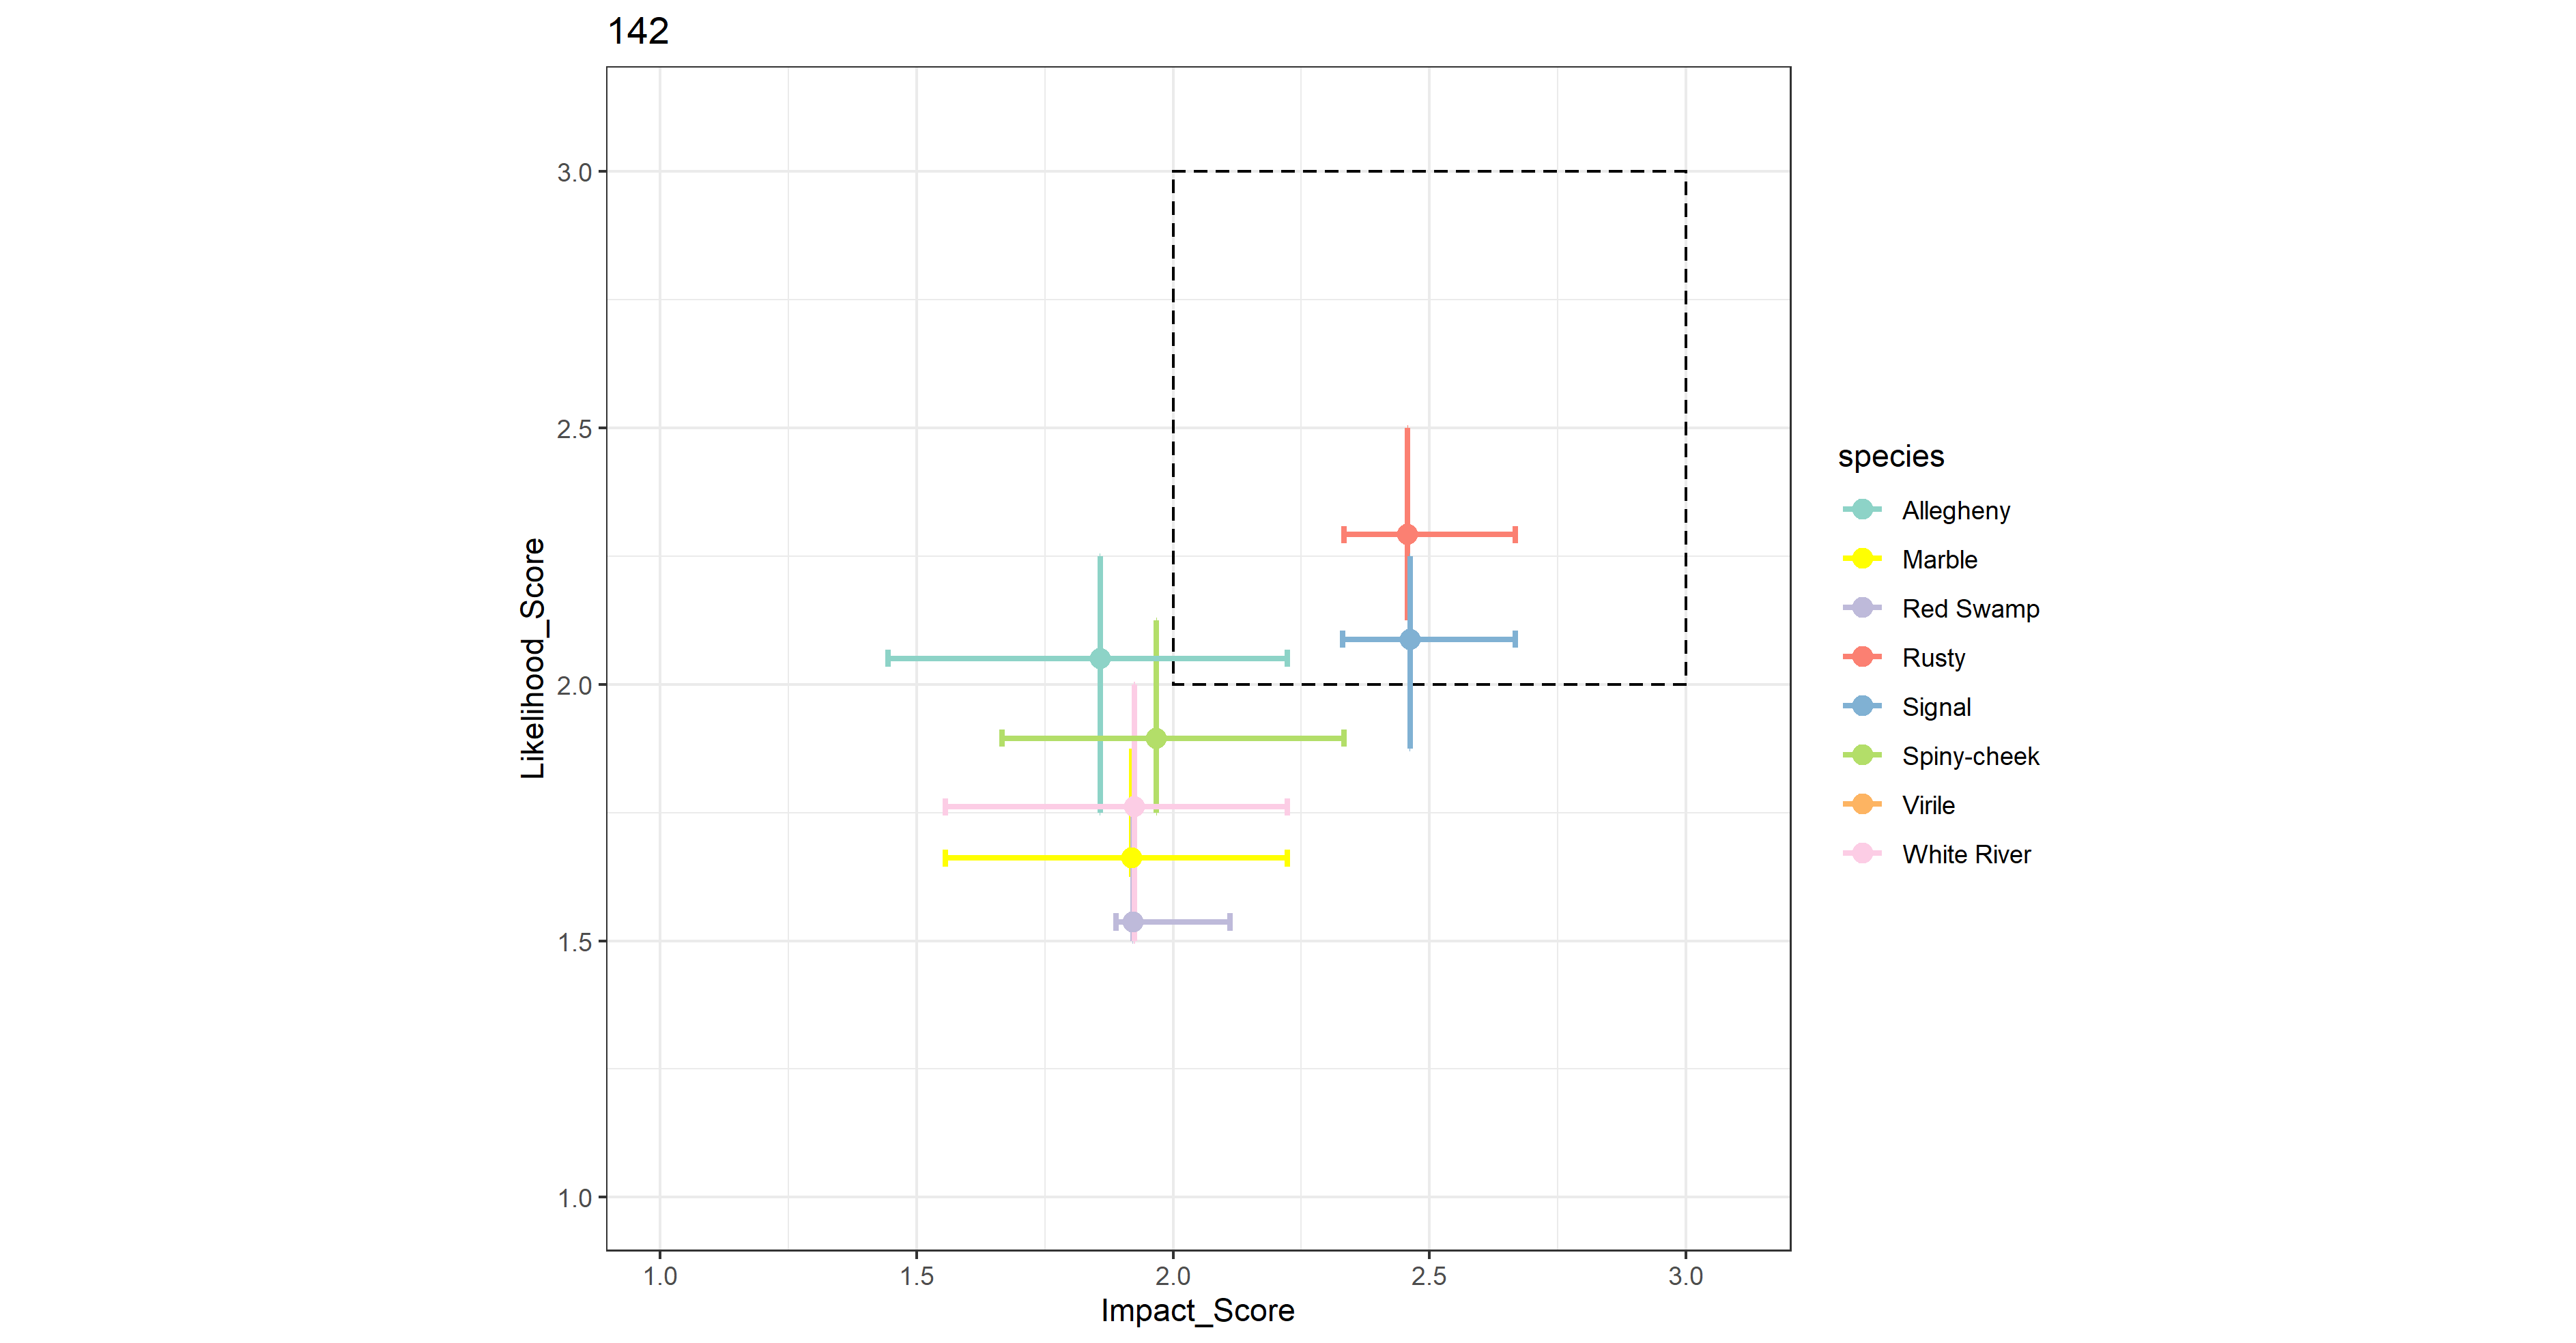 142
3.0
2.5
2.0
1.5
1.0
Likelihood_Score
1.0 1.5 2.0 2.5 3.0
Impact_Score
species
Allegheny
Marble
Red Swamp
Rusty
Signal
Spiny-cheek
Virile
White River